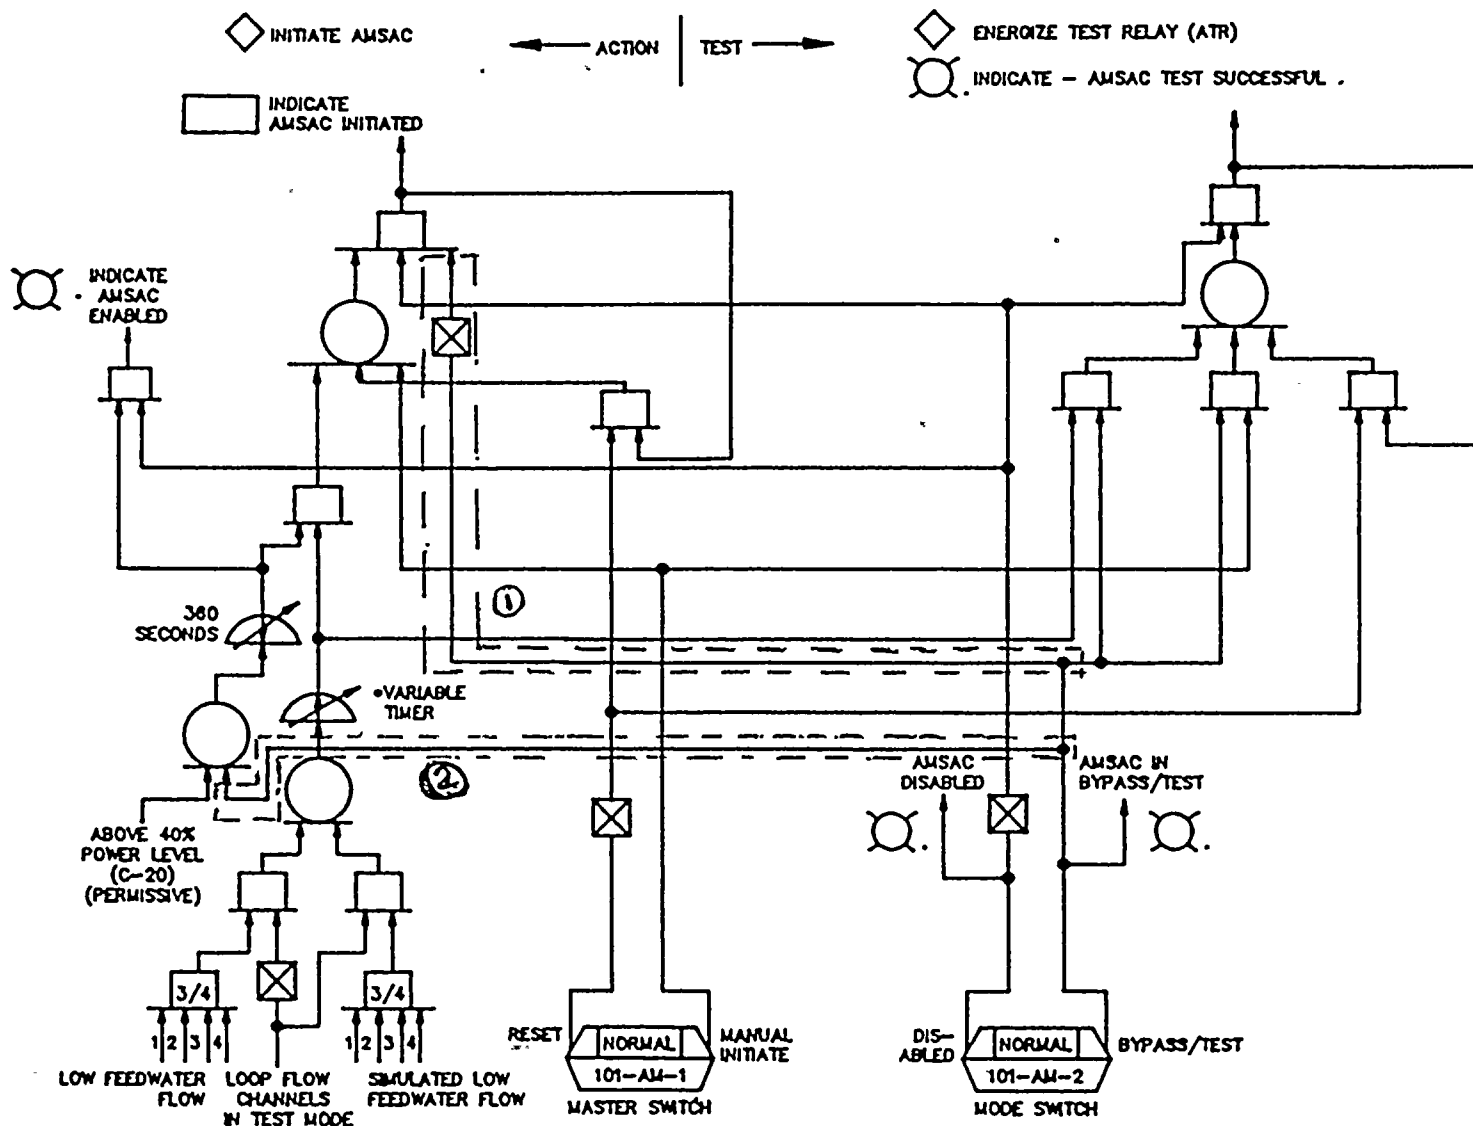 INITIATE AMSAC
ACTION
TEST
ENERGIZE TEST RELAY (ATR)
INDICATE - AMSAC TEST SUCCESSFUL .
INDICATE
AMSAC INITIATED
INDICATE
AMSAC
ENABLED
360
SECONDS
1
*VARIABLE
TIMER
2
ABOVE 40%
POWER LEVEL
(C-20)
(PERMISSIVE)
AMSAC
DISABLED
AMSAC IN
BYPASS/TEST
3/4
3/4
1 2 3 4
1 2 3 4
LOW FEEDWATER
FLOW
LOOP FLOW
CHANNELS
IN TEST MODE
SIMULATED LOW
FEEDWATER FLOW
RESET
NORMAL
MANUAL
INITIATE
101-AM-1
MASTER SWITCH
DIS-
ABLED
NORMAL
BYPASS/TEST
101-AM-2
MODE SWITCH